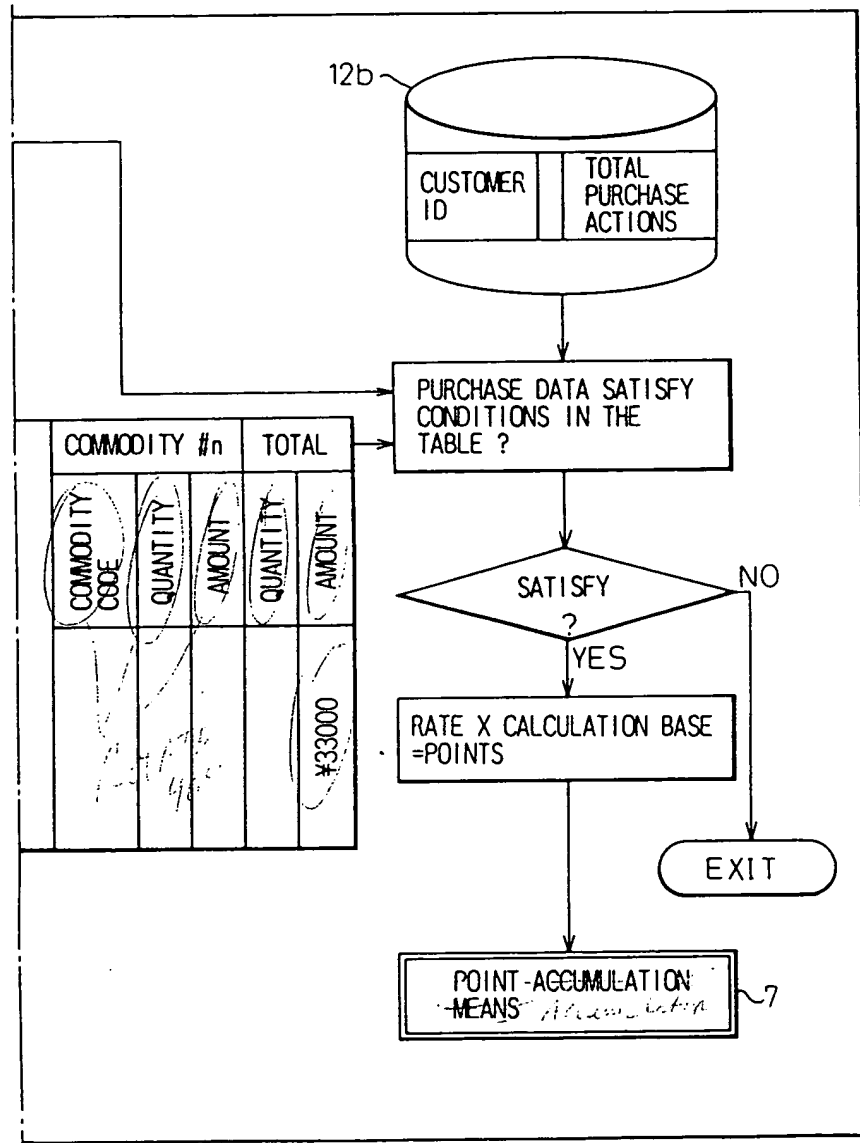 12b
CUSTOMER
ID
TOTAL
PURCHASE
ACTIONS
PURCHASE DATA SATISFY
CONDITIONS IN THE
TABLE ?
COMMODITY #n
TOTAL
COMMODITY
CODE
QUANTITY
AMOUNT
QUANTITY
AMOUNT
¥33000
SATISFY
?
NO
YES
RATE X CALCULATION BASE
=POINTS
EXIT
POINT-ACCUMULATION
MEANS
7